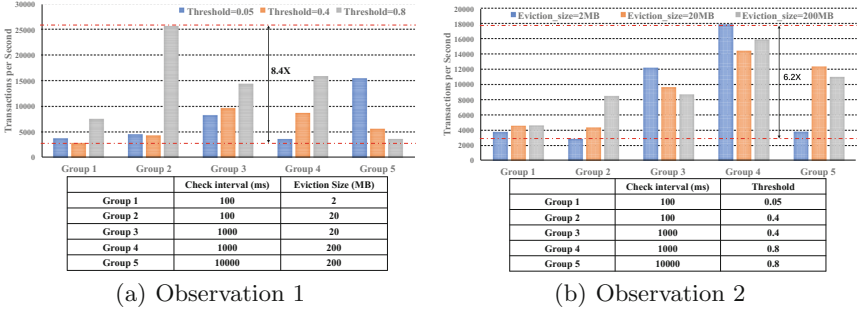 Transactions per Second
30000
25000
20000
15000
10000
5000
0
Threshold=0.05 Threshold=0.4 Threshold=0.8
8.4X
Group 1 Group 2 Group 3 Group 4 Group 5
Check interval (ms) Eviction Size (MB)
Group 1 100 2
Group 2 100 20
Group 3 1000 20
Group 4 1000 200
Group 5 10000 200
(a) Observation 1
Transactions per Second
18000
16000
14000
12000
10000
8000
6000
4000
2000
0
Eviction_size=2MB Eviction_size=20MB Eviction_size=200MB
6.2X
Group 1 Group 2 Group 3 Group 4 Group 5
Check interval (ms) Threshold
Group 1 100 0.05
Group 2 100 0.4
Group 3 1000 0.4
Group 4 1000 0.8
Group 5 10000 0.8
(b) Observation 2